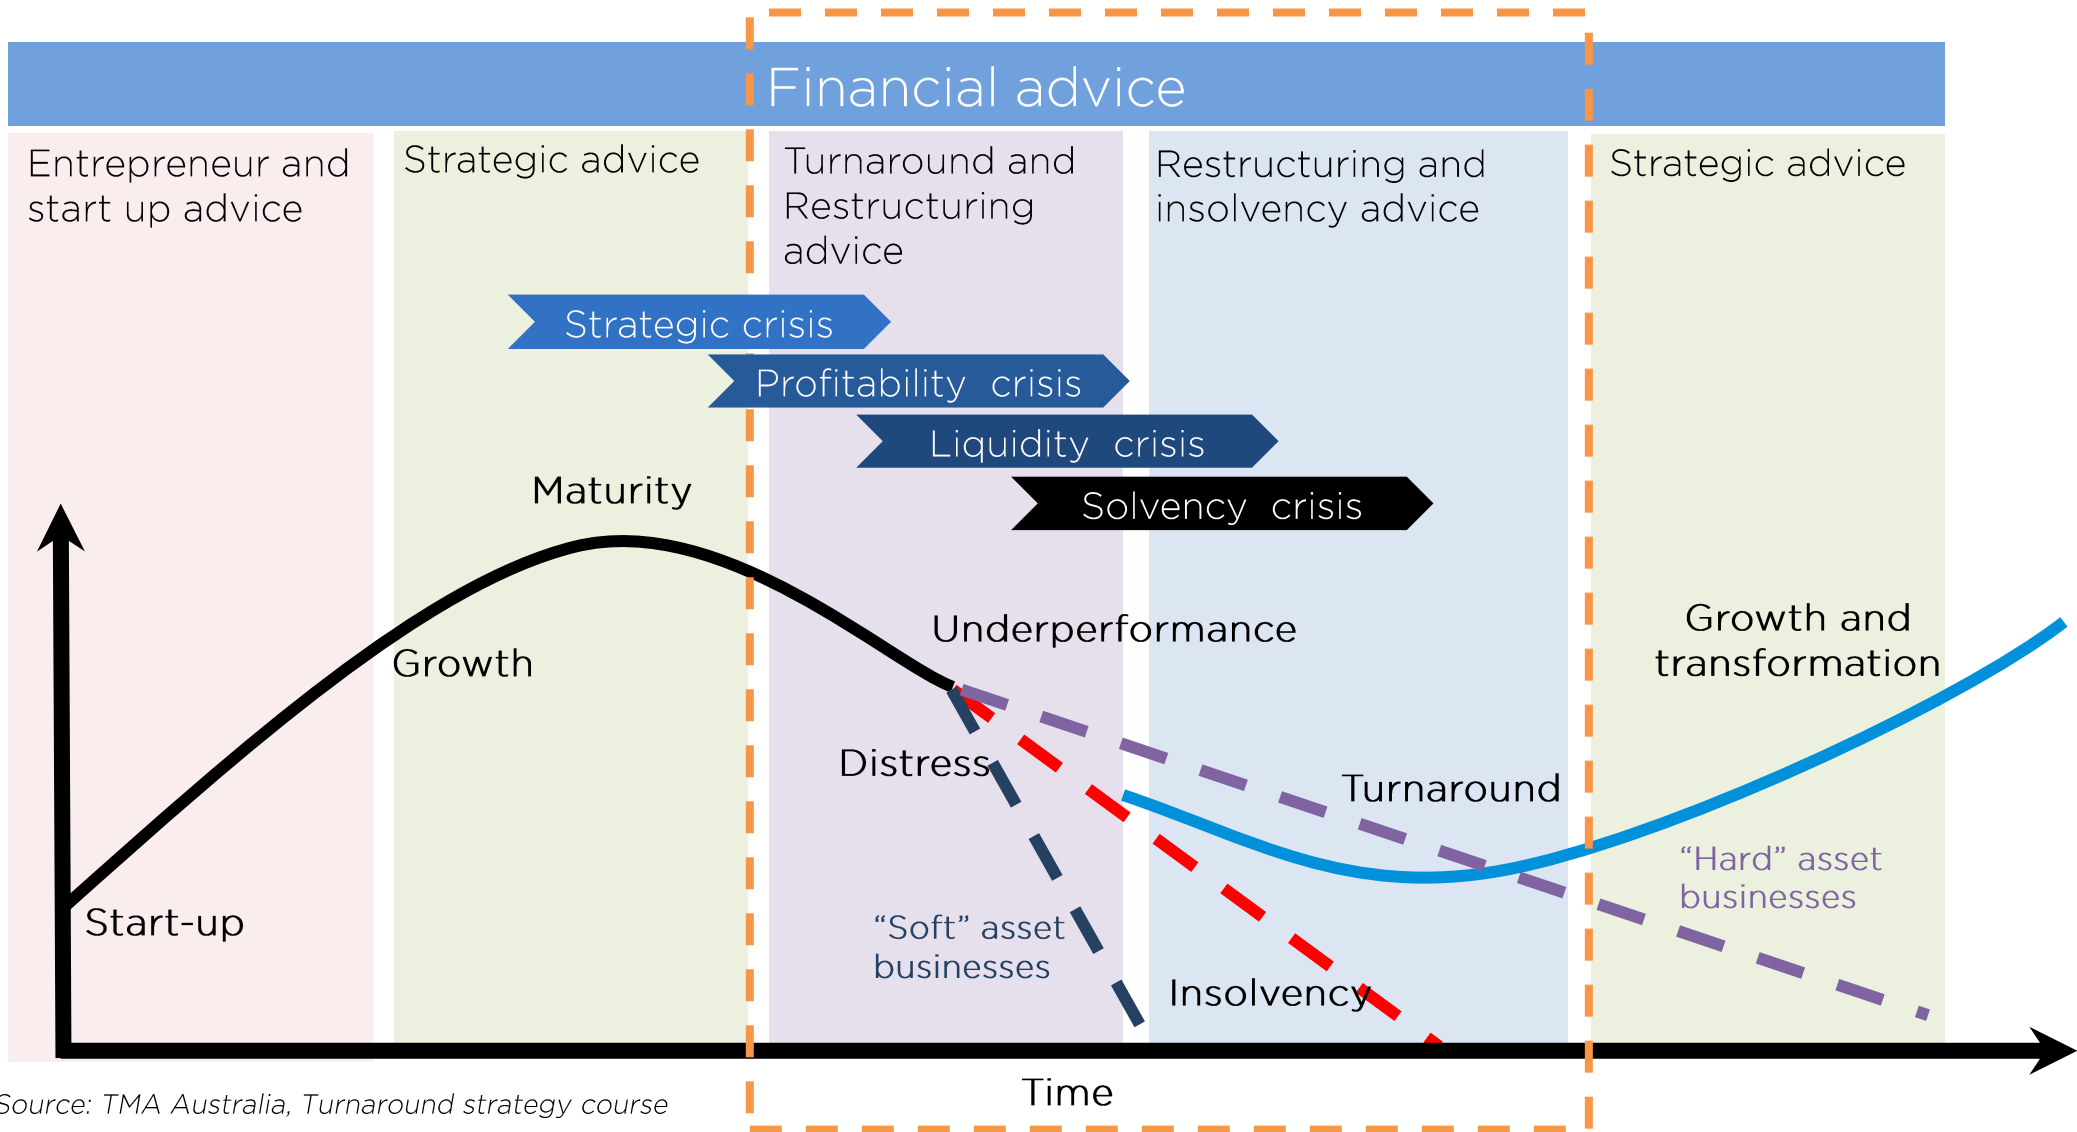 Financial advice
Entrepreneur and
start up advice
Strategic advice
Turnaround and
Restructuring
advice
Restructuring and
insolvency advice
Strategic advice
Strategic crisis
Profitability crisis
Liquidity crisis
Solvency crisis
Maturity
Growth
Start-up
Underperformance
Distress
“Soft” asset
businesses
Insolvency
Turnaround
Growth and
transformation
“Hard” asset
businesses
Time
Source: TMA Australia, Turnaround strategy course